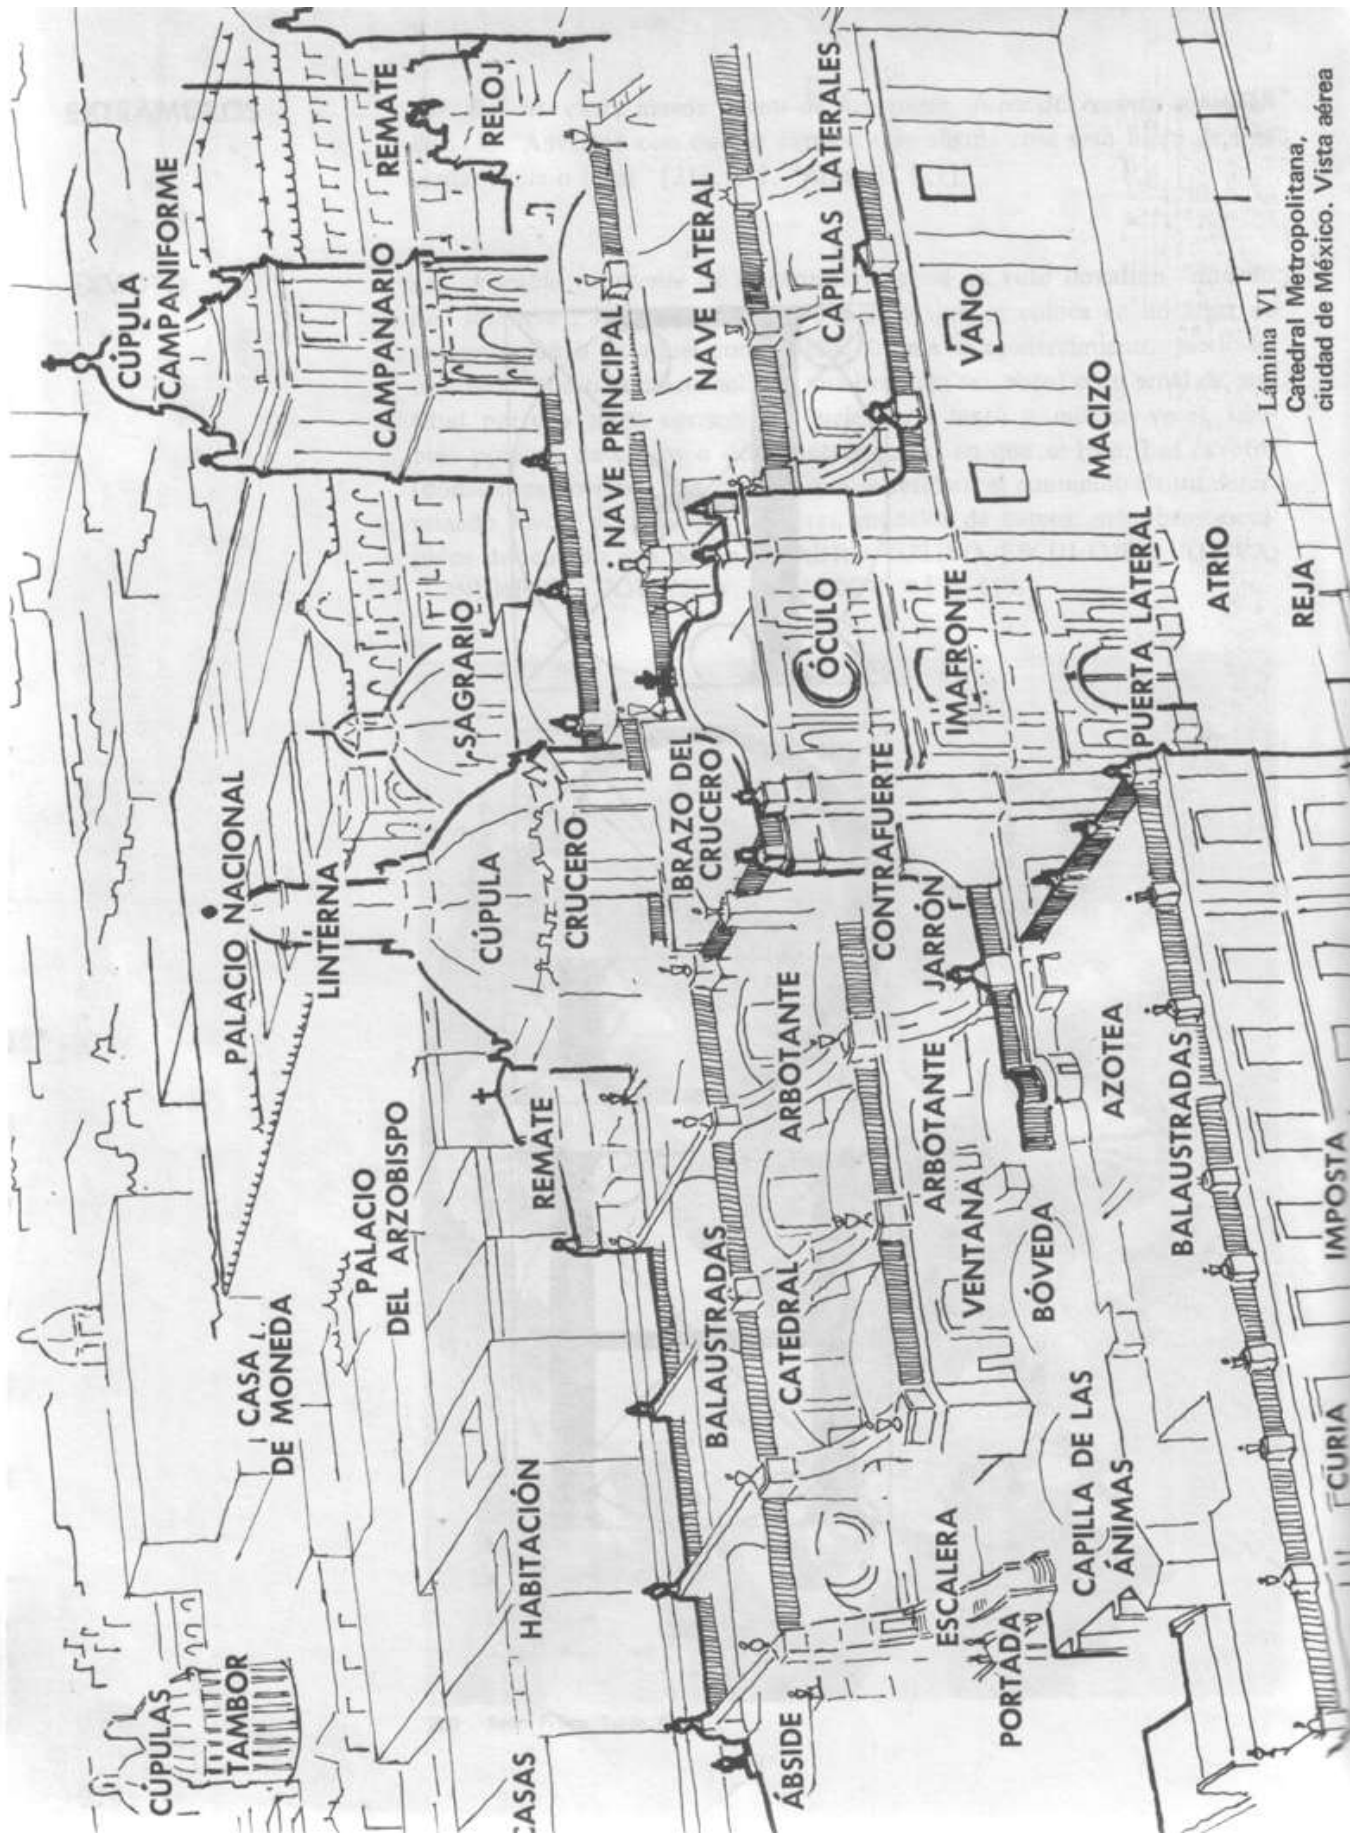 CÚPULAS
TAMBOR
CASA
DE MONEDA
PALACIO NACIONAL
LINTERNA
CÚPULA
CAMPANIFORME
PALACIO
DEL ARZOBISPO
CAMPANARIO
REMATE
RELOJ
SAGRARIO
CÚPULA
CRUCERO
CASAS
HABITACIÓN
REMATE
NAVE PRINCIPAL
BRAZO DEL
CRUCERO
NAVE LATERAL
BALAUSTRADAS
ÁBSIDE
CATEDRAL
ARBOTANTE
ÓCULO
CAPILLAS LATERALES
CONTRAFUERTE
ESCALERA
ARBOTANTE
JARRÓN
IMAFRONTE
VANO
PORTADA
VENTANA
BÓVEDA
CAPILLA DE LAS
ÁNIMAS
AZOTEA
MACIZO
BALAUSTRADAS
PUERTA LATERAL
ATRIO
REJA
CURIA
IMPOSTA
Lámina VI
Catedral Metropolitana,
ciudad de México. Vista aérea